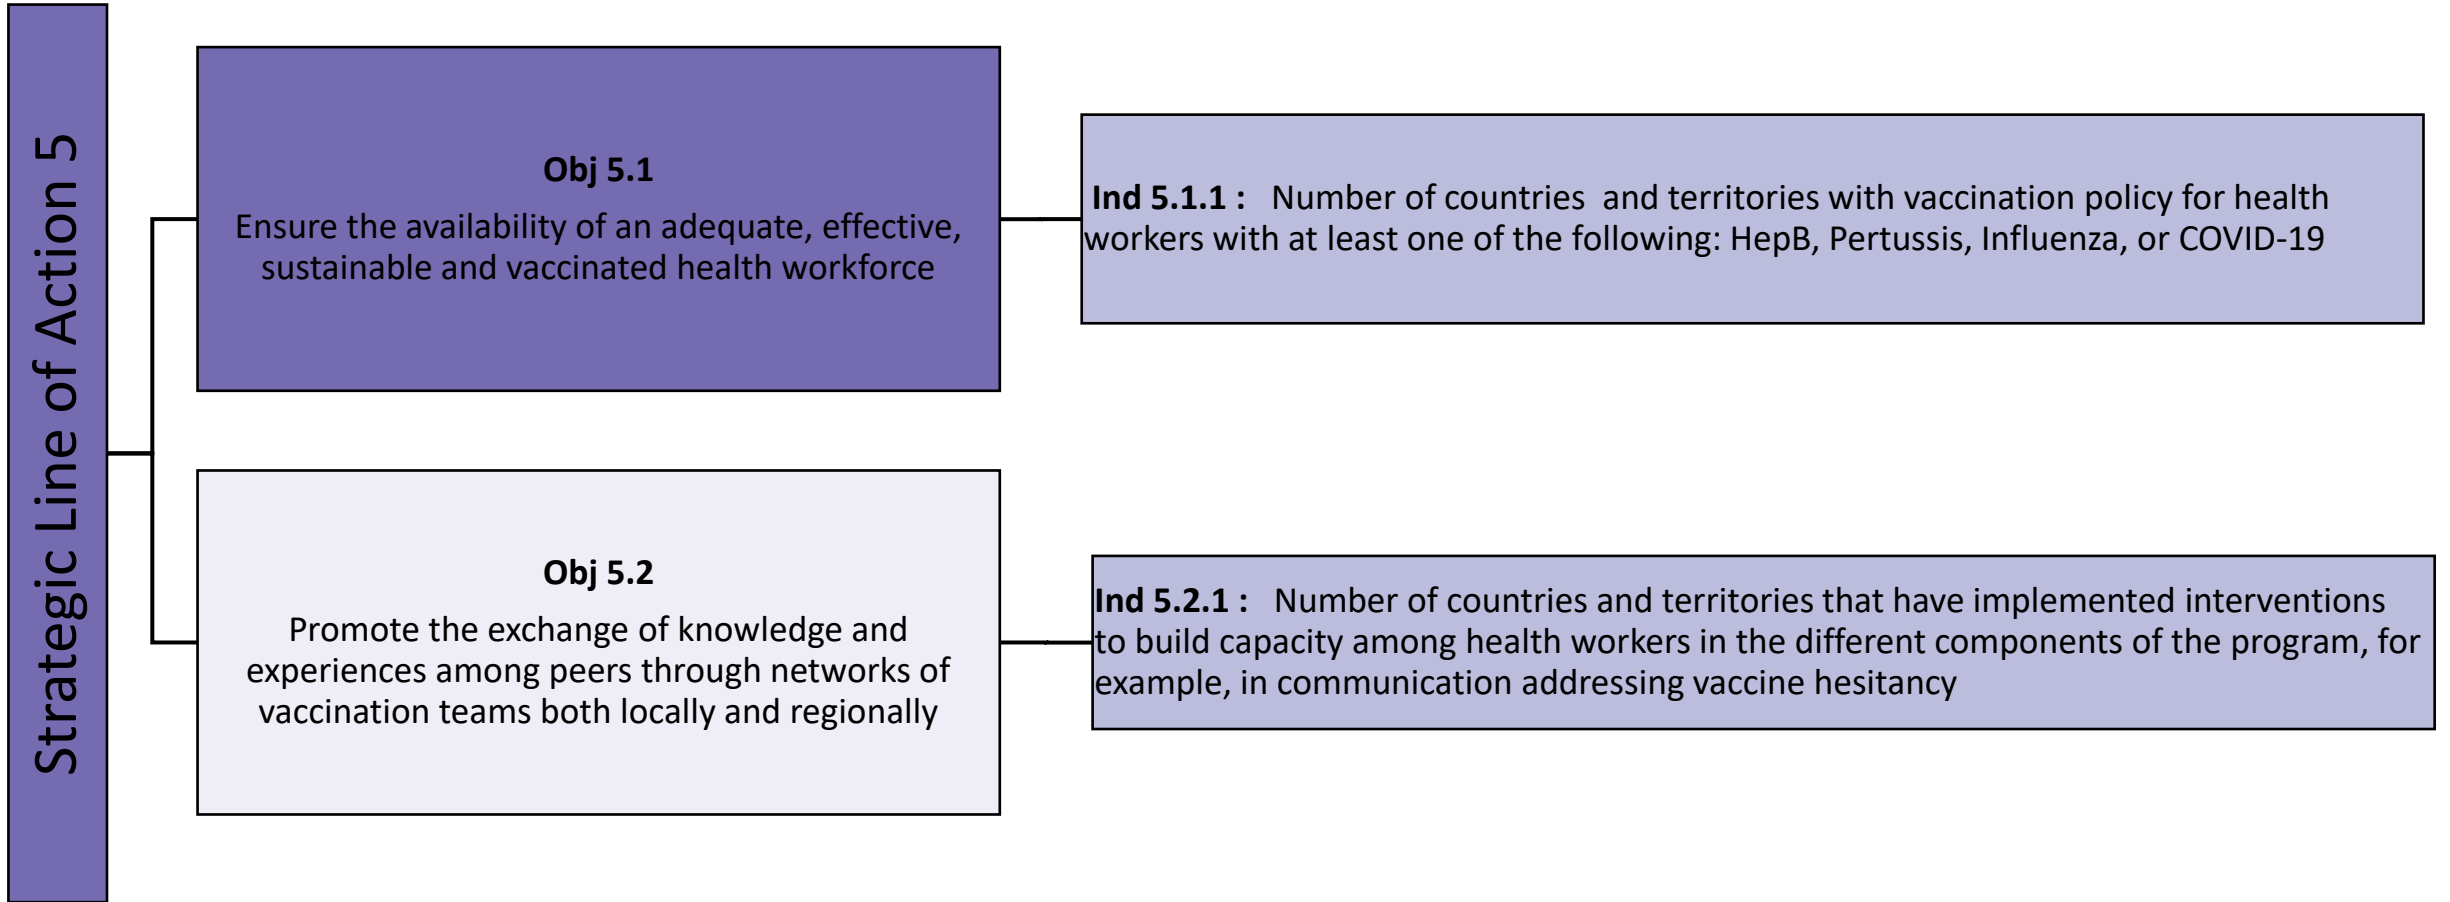 Strategic Line of Action 5
Obj 5.1
Ensure the availability of an adequate, effective,
sustainable and vaccinated health workforce
Ind 5.1.1 :   Number of countries  and territories with vaccination policy for health
workers with at least one of the following: HepB, Pertussis, Influenza, or COVID-19
Obj 5.2
Promote the exchange of knowledge and
experiences among peers through networks of
vaccination teams both locally and regionally
Ind 5.2.1 :   Number of countries and territories that have implemented interventions
to build capacity among health workers in the different components of the program, for
example, in communication addressing vaccine hesitancy